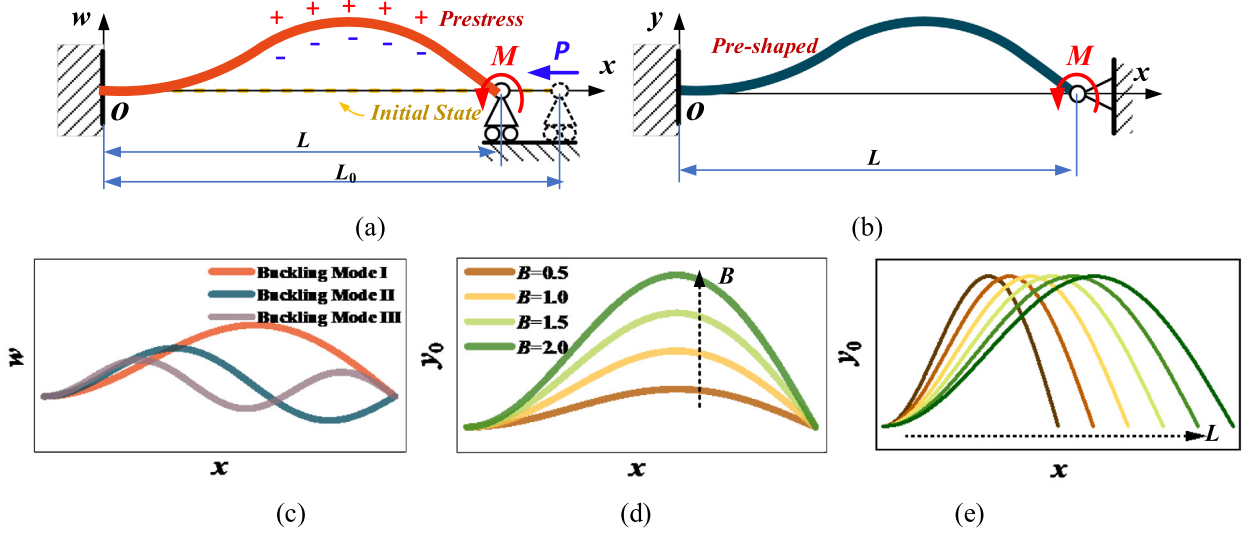 w
+ + + + +
Prestress
- - - - -
M
P
x
O
Initial State
L
L0
(a)
y
Pre-shaped
M
x
O
L
(b)
Buckling Mode I
Buckling Mode II
Buckling Mode III
w
x
(c)
B=0.5
B=1.0
B=1.5
B=2.0
B
y0
x
(d)
y0
L
x
(e)